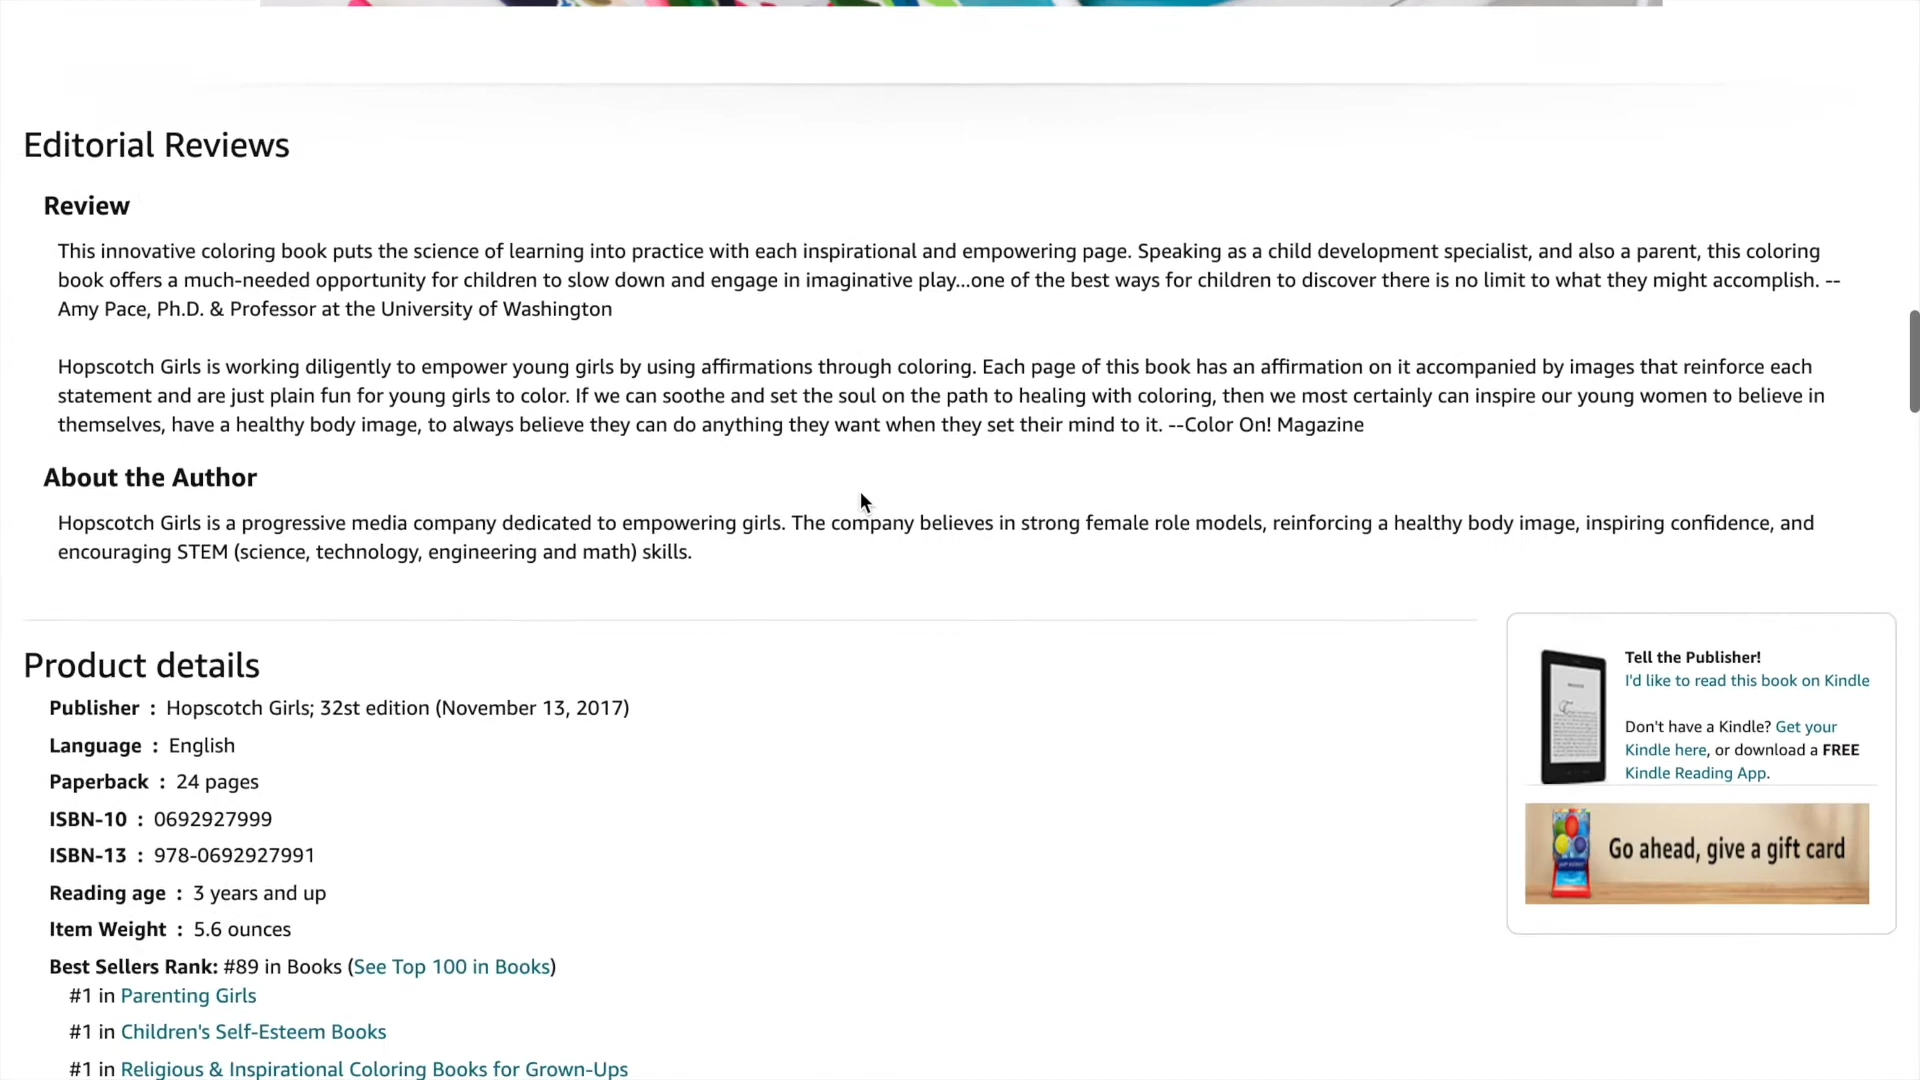 Editorial Reviews
Review
This innovative coloring book puts the science of learning into practice with each inspirational and empowering page. Speaking as a child development specialist, and also a parent, this coloring
book offers a much-needed opportunity for children to slow down and engage in imaginative play...one of the best ways for children to discover there is no limit to what they might accomplish. --
Amy Pace, Ph.D. & Professor at the University of Washington
Hopscotch Girls is working diligently to empower young girls by using affirmations through coloring. Each page of this book has an affirmation on it accompanied by images that reinforce each
statement and are just plain fun for young girls to color. If we can soothe and set the soul on the path to healing with coloring, then we most certainly can inspire our young women to believe in
themselves, have a healthy body image, to always believe they can do anything they want when they set their mind to it. --Color On! Magazine
About the Author
Hopscotch Girls is a progressive media company dedicated to empowering girls. The company believes in strong female role models, reinforcing a healthy body image, inspiring confidence, and
encouraging STEM (science, technology, engineering and math) skills.
Product details
Publisher : Hopscotch Girls; 32st edition (November 13, 2017)
Language : English
Paperback : 24 pages
ISBN-10 : 0692927999
ISBN-13 : 978-0692927991
Reading age : 3 years and up
Item Weight : 5.6 ounces
Best Sellers Rank: #89 in Books (See Top 100 in Books)
#1 in Parenting Girls
#1 in Children's Self-Esteem Books
#1 in Religious & Inspirational Coloring Books for Grown-Ups
Tell the Publisher!
I'd like to read this book on Kindle
Don't have a Kindle? Get your
Kindle here, or download a FREE
Kindle Reading App.
Go ahead, give a gift card